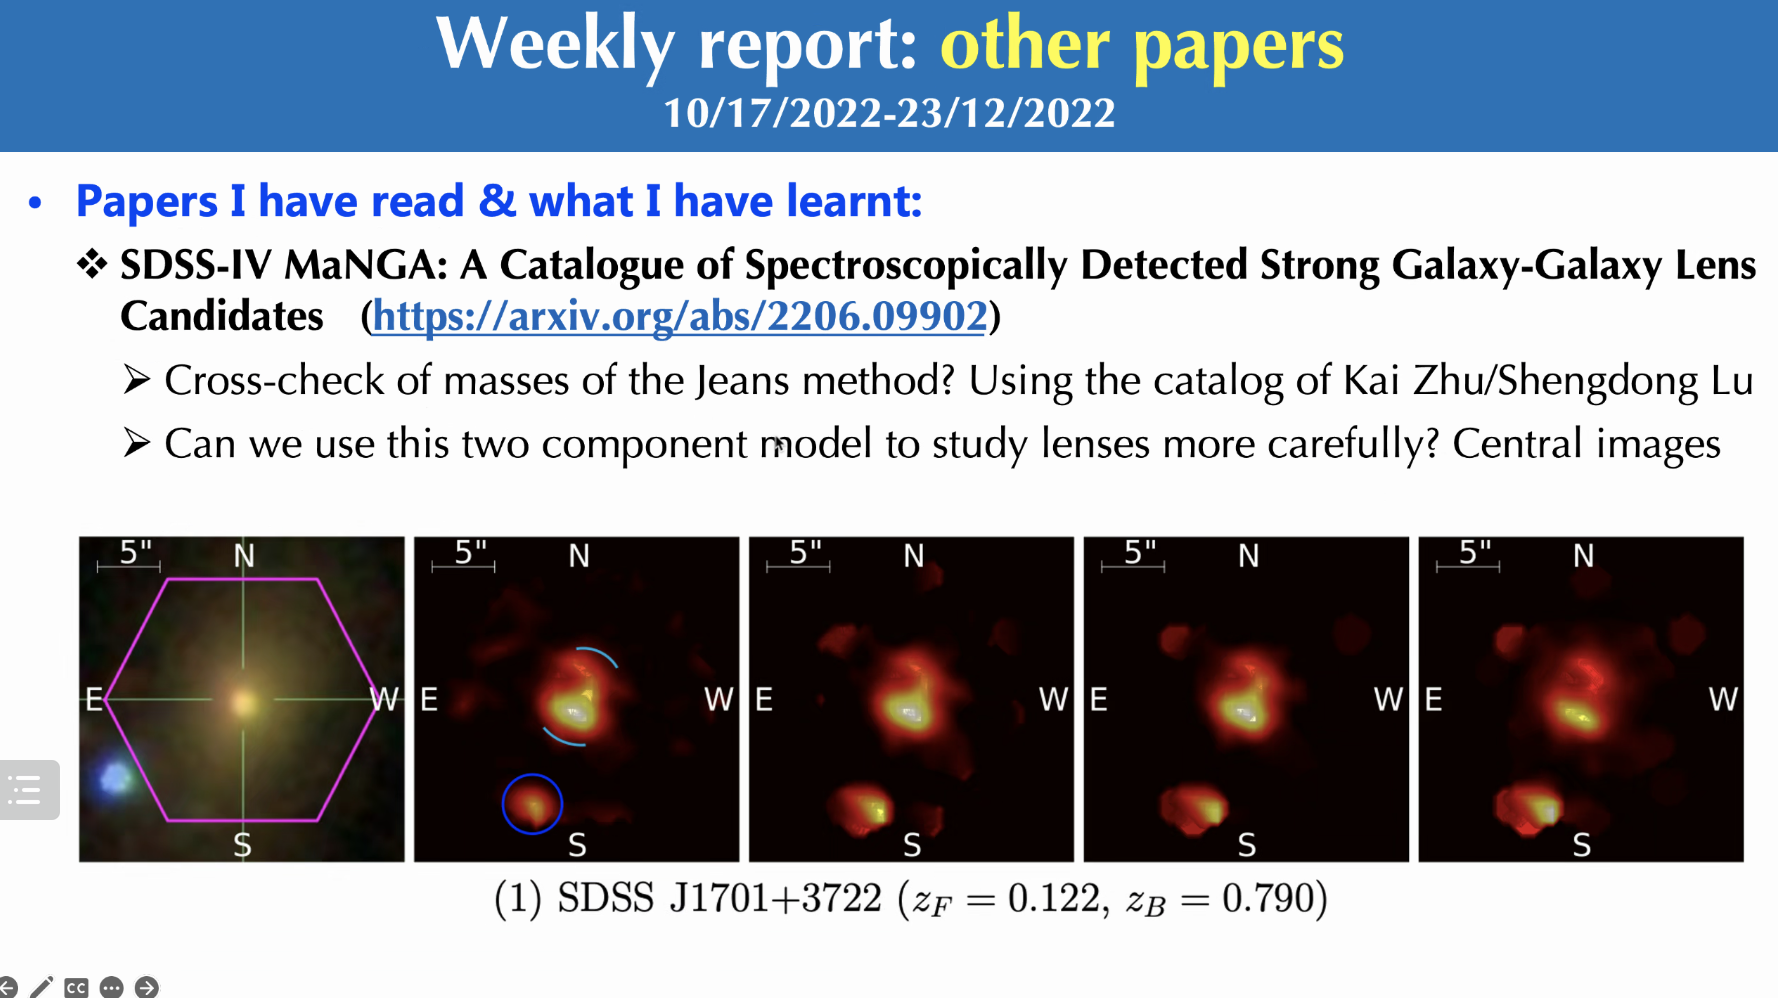 Weekly report: other papers
10/17/2022-23/12/2022
• Papers I have read & what I have learnt:
❖ SDSS-IV MaNGA: A Catalogue of Spectroscopically Detected Strong Galaxy-Galaxy Lens
Candidates (https://arxiv.org/abs/2206.09902)
➢ Cross-check of masses of the Jeans method? Using the catalog of Kai Zhu/Shengdong Lu
➢ Can we use this two component model to study lenses more carefully? Central images
5" N 5" N 5" N 5" N 5" N
E W E W E W E W E W
S S S S S
(1) SDSS J1701+3722 (z_F = 0.122, z_B = 0.790)
CC